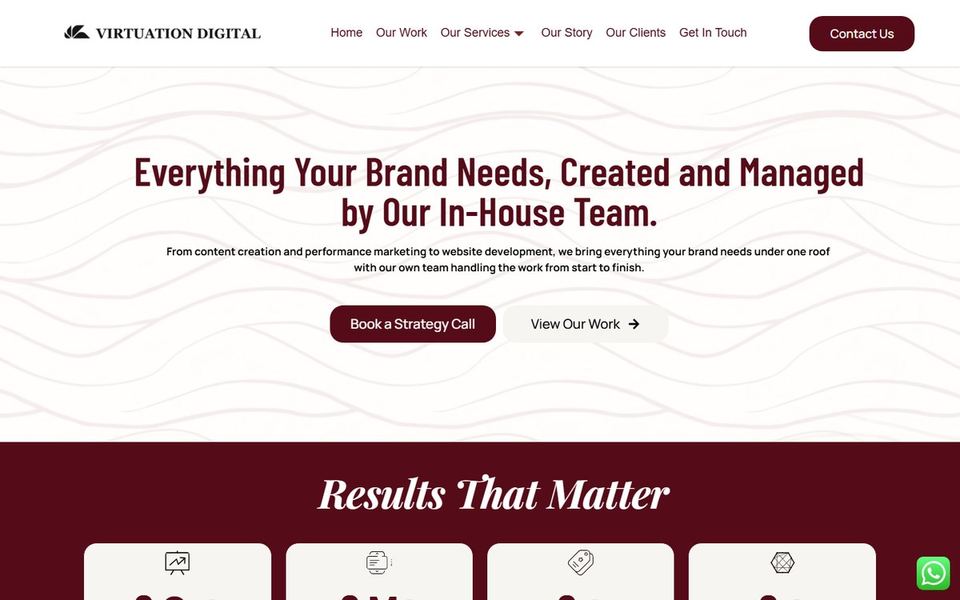 VIRTUATION DIGITAL
Home Our Work Our Services Our Story Our Clients Get In Touch
Contact Us
Everything Your Brand Needs, Created and Managed
by Our In-House Team.
From content creation and performance marketing to website development, we bring everything your brand needs under one roof
with our own team handling the work from start to finish.
Book a Strategy Call
View Our Work
Results That Matter